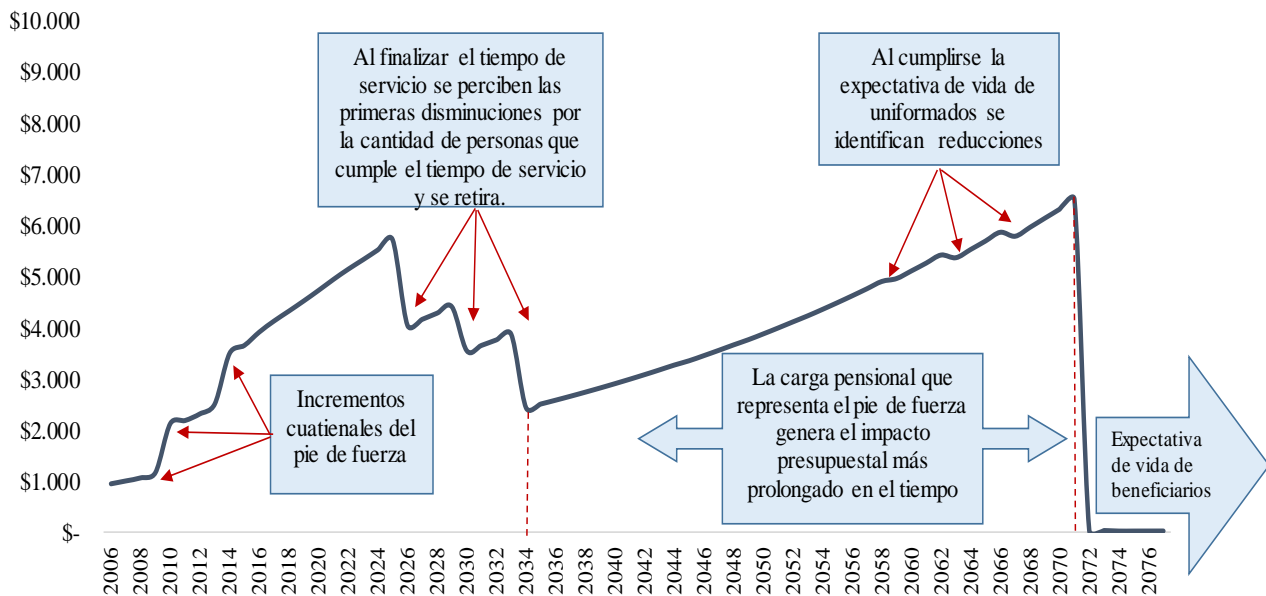 $10.000
$9.000
$8.000
$7.000
$6.000
$5.000
$4.000
$3.000
$2.000
$1.000
$-
Al finalizar el tiempo de
servicio se perciben las
primeras disminuciones por
la cantidad de personas que
cumple el tiempo de servicio
y se retira.
Al cumplirse la
expectativa de vida de
uniformados se
identifican reducciones
Incrementos
cuatienales del
pie de fuerza
La carga pensional que
representa el pie de fuerza
genera el impacto
presupuestal más
prolongado en el tiempo
Expectativa
de vida de
beneficiarios
2006
2008
2010
2012
2014
2016
2018
2020
2022
2024
2026
2028
2030
2032
2034
2036
2038
2040
2042
2044
2046
2048
2050
2052
2054
2056
2058
2060
2062
2064
2066
2068
2070
2072
2074
2076